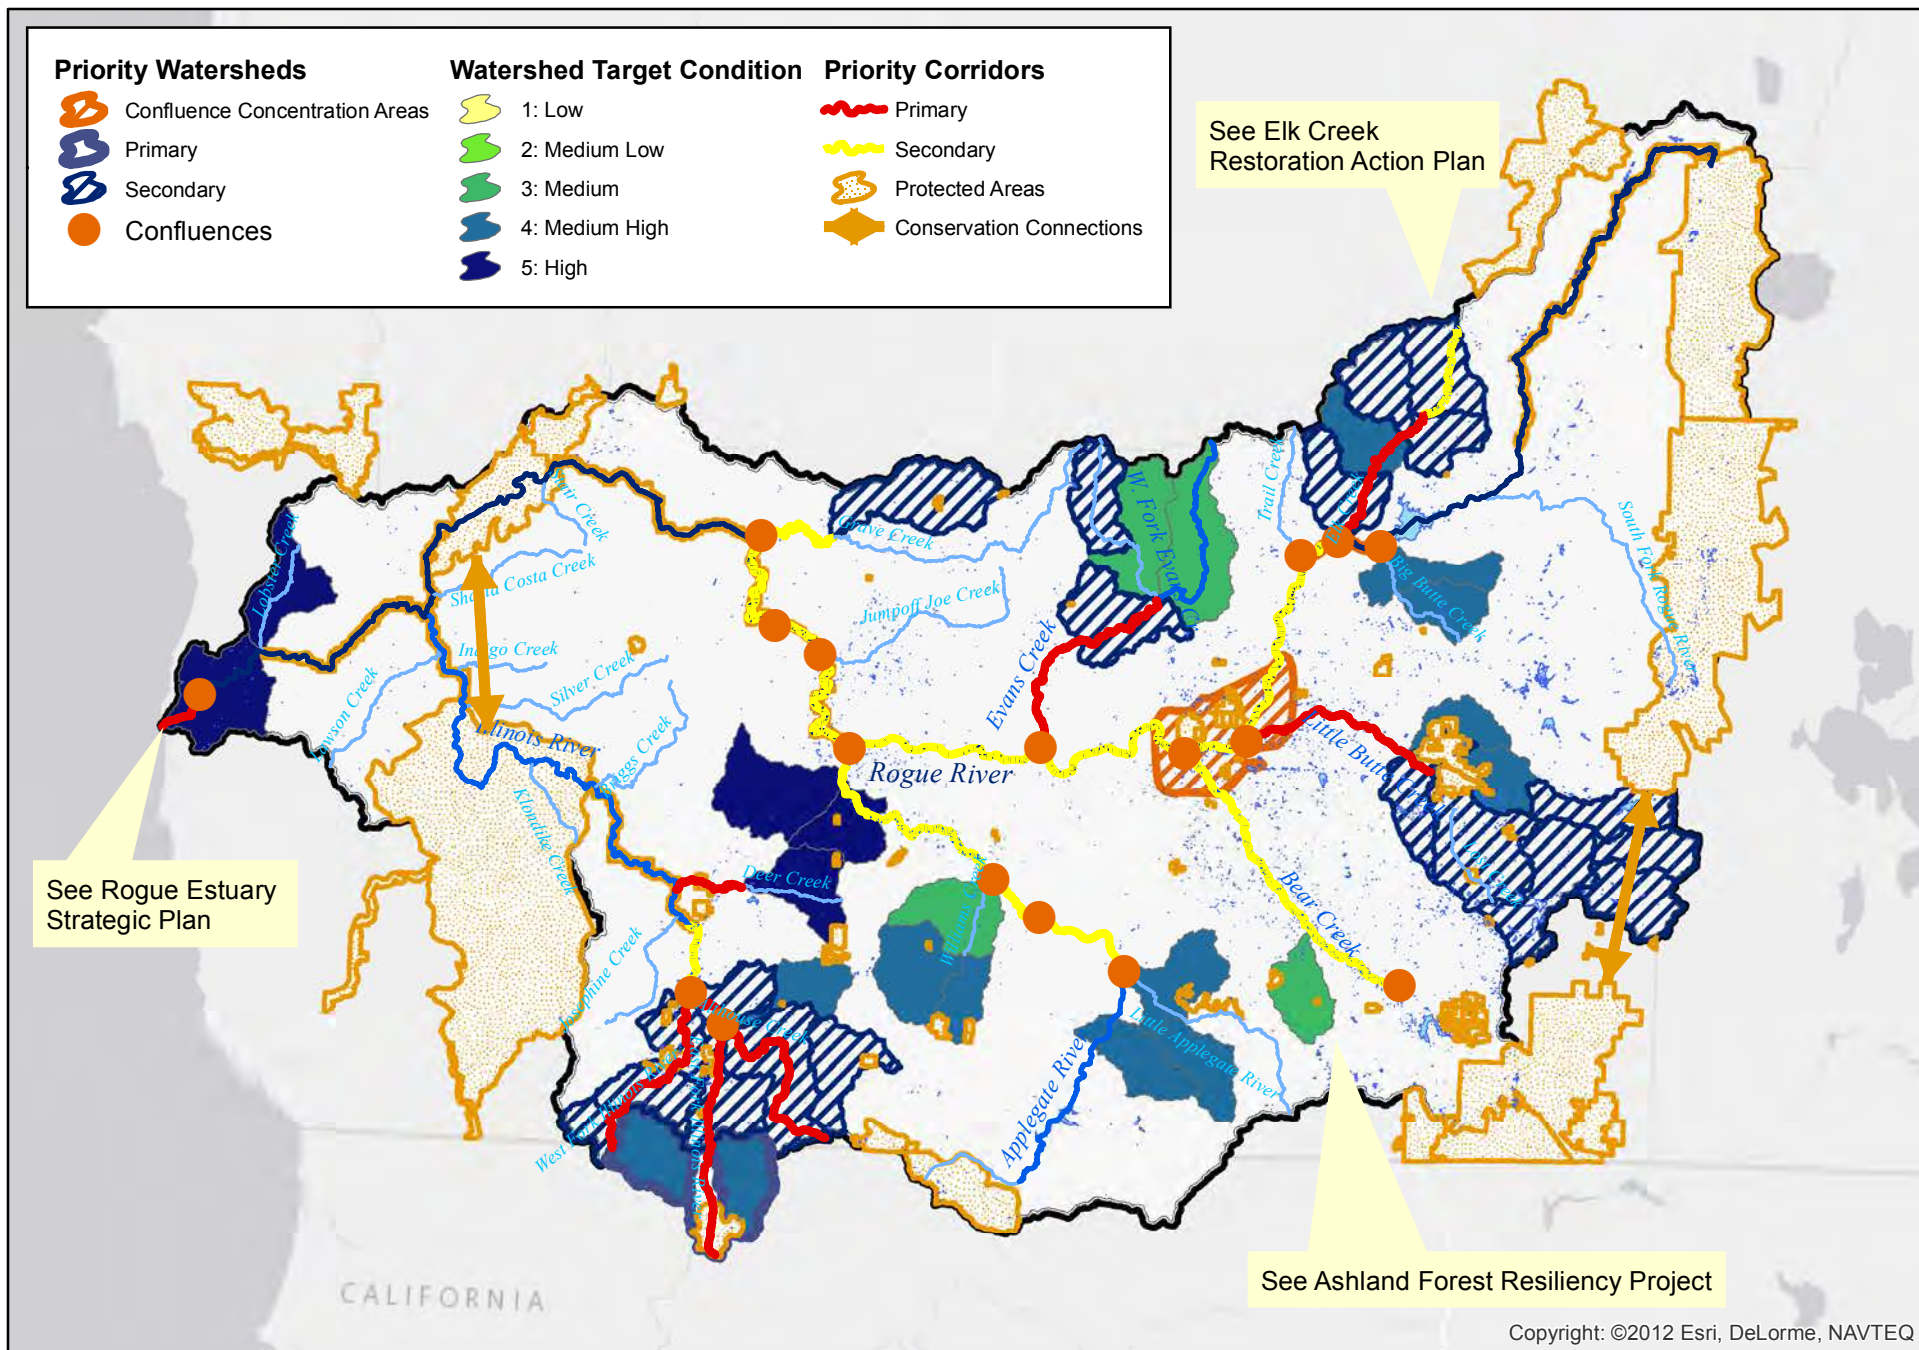 Priority Watersheds
Confluence Concentration Areas
Primary
Secondary
Confluences
Watershed Target Condition
1: Low
2: Medium Low
3: Medium
4: Medium High
5: High
Priority Corridors
Primary
Secondary
Protected Areas
Conservation Connections
See Elk Creek
Restoration Action Plan
Lobster Creek
Shasta Costa Creek
Indigo Creek
Silver Creek
Lawson Creek
Illinois River
Briggs Creek
Klondike Creek
Grave Creek
Jumpoff Joe Creek
W. Fork Evans Cr
Evans Creek
Trail Creek
Elk Creek
Big Butte Creek
South Fork Rogue River
Rogue River
Little Butte Creek
Lost Creek
Bear Creek
Deer Creek
Williams Creek
Josephine Creek
Althouse Creek
West Fork Illinois River
Applegate River
Little Applegate River
See Rogue Estuary
Strategic Plan
See Ashland Forest Resiliency Project
CALIFORNIA
Copyright: ©2012 Esri, DeLorme, NAVTEQ